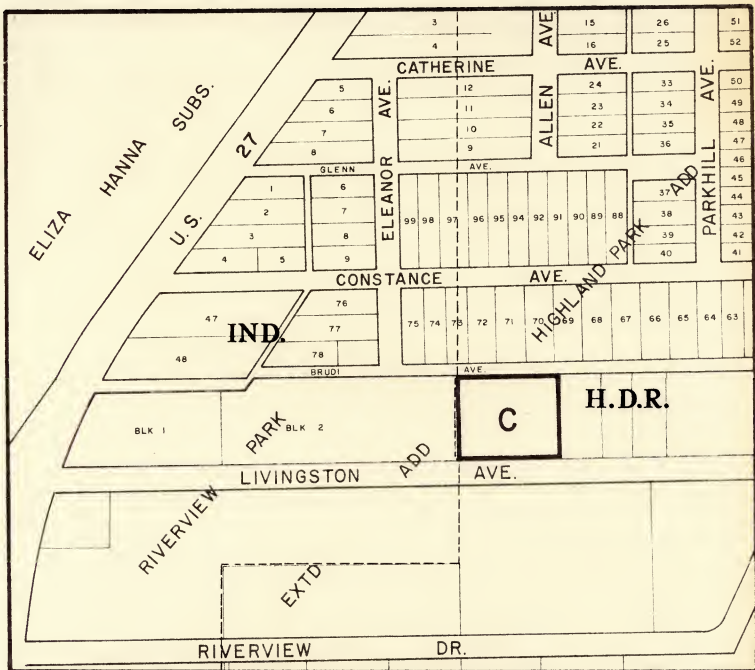 3
4
15
16
26
25
51
52
AVE
CATHERINE AVE.
ELIZA HANNA SUBS.
U.S. 27
5
6
7
8
ELEANOR AVE.
12
11
10
9
ALLEN
24
23
22
21
33
34
35
36
PARKHILL AVE.
50
49
48
47
46
45
44
43
42
41
GLENN AVE.
1
2
3
4 5
6
7
8
9
99 98 97 96 95 94 92 91 90 89 88
37
38
39
40
HIGHLAND PARK ADD
CONSTANCE AVE.
47
48
IND.
76
77
78
75 74 73 72 71 70 69 68 67 66 65 64 63
BRUDI AVE.
BLK 1
BLK 2
C
H.D.R.
LIVINGSTON AVE.
RIVERVIEW PARK ADD
EXTD
RIVERVIEW DR.